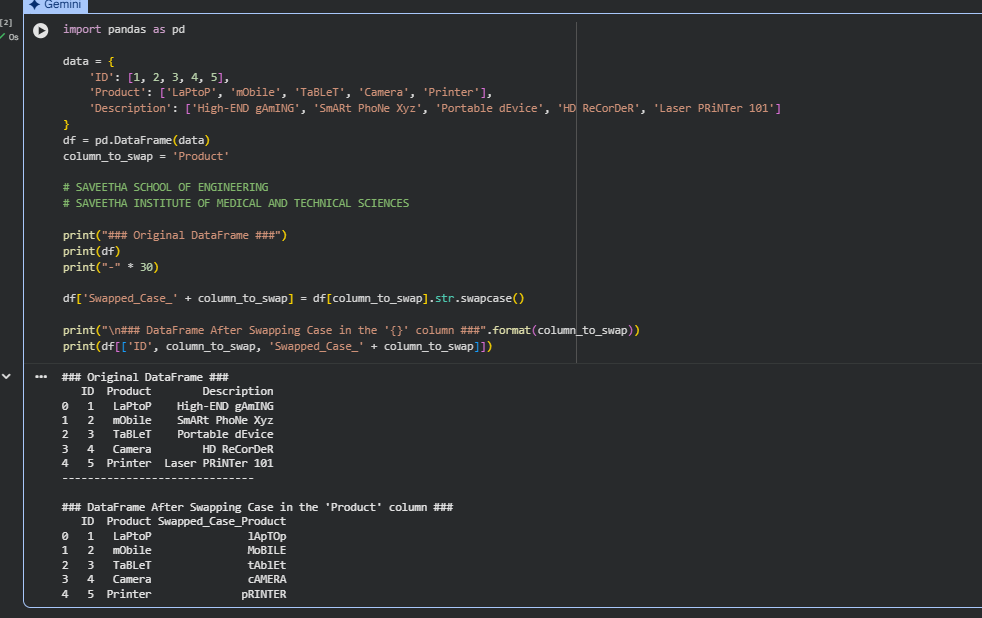 Gemini
[2]
0s
import pandas as pd
data = {
    'ID': [1, 2, 3, 4, 5],
    'Product': ['LaPtoP', 'mObile', 'TaBLeT', 'Camera', 'Printer'],
    'Description': ['High-END gAmING', 'SmARt PhoNe Xyz', 'Portable dEvice', 'HD ReCorDeR', 'Laser PRiNTer 101']
}
df = pd.DataFrame(data)
column_to_swap = 'Product'
# SAVEETHA SCHOOL OF ENGINEERING
# SAVEETHA INSTITUTE OF MEDICAL AND TECHNICAL SCIENCES
print("### Original DataFrame ###")
print(df)
print("-" * 30)
df['Swapped_Case_' + column_to_swap] = df[column_to_swap].str.swapcase()
print("\n### DataFrame After Swapping Case in the '{}' column ###".format(column_to_swap))
print(df[['ID', column_to_swap, 'Swapped_Case_' + column_to_swap]])
### Original DataFrame ###
   ID  Product        Description
0   1   LaPtoP    High-END gAmING
1   2   mObile    SmARt PhoNe Xyz
2   3   TaBLeT    Portable dEvice
3   4   Camera        HD ReCorDeR
4   5  Printer  Laser PRiNTer 101
------------------------------
### DataFrame After Swapping Case in the 'Product' column ###
   ID  Product Swapped_Case_Product
0   1   LaPtoP               lApTOp
1   2   mObile               MoBILE
2   3   TaBLeT               tAblEt
3   4   Camera               cAMERA
4   5  Printer              pRINTER